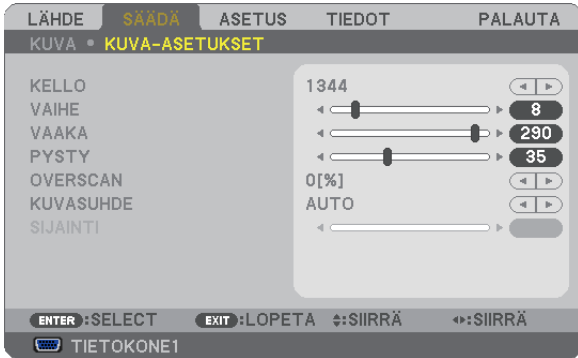 LÄHDE SÄÄDÄ ASETUS TIEDOT PALAUTA
KUVA • KUVA-ASETUKSET
KELLO 1344
VAIHE 8
VAAKA 290
PYSTY 35
OVERSCAN 0[%]
KUVASUHDE AUTO
SIJAINTI
ENTER :SELECT EXIT :LOPETA :SIIRRÄ :SIIRRÄ
TIETOKONE1